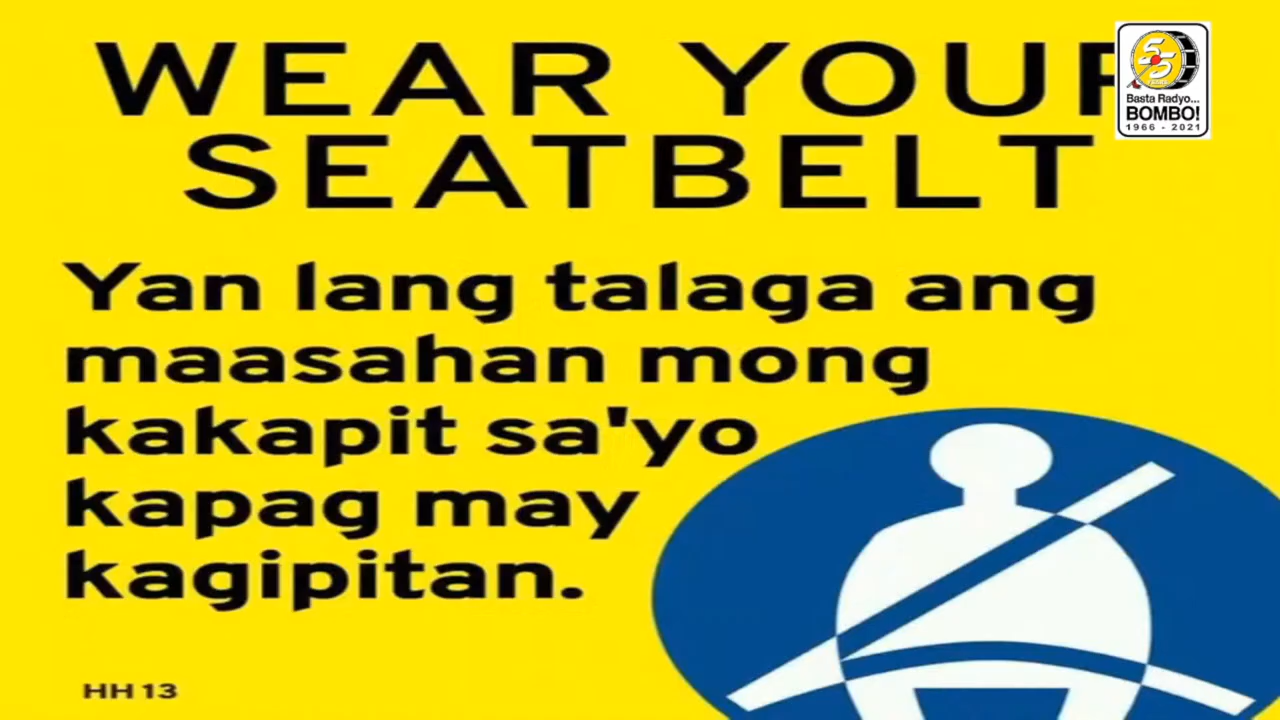 WEAR YOUR
SEATBELT
Yan lang talaga ang
maasahan mong
kakapit sa'yo
kapag may
kagipitan.
HH 13
55
Basta Radyo...
BOMBO!
1966 - 2021